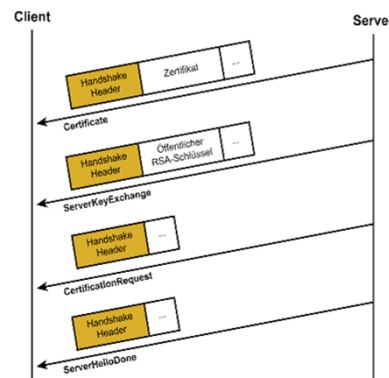 Client
Serve
Handshake
Header
Zertifikat
...
Certificate
Handshake
Header
Öffentlicher
RSA-Schlüssel
...
ServerKeyExchange
Handshake
Header
...
CertificationRequest
Handshake
Header
...
ServerHelloDone